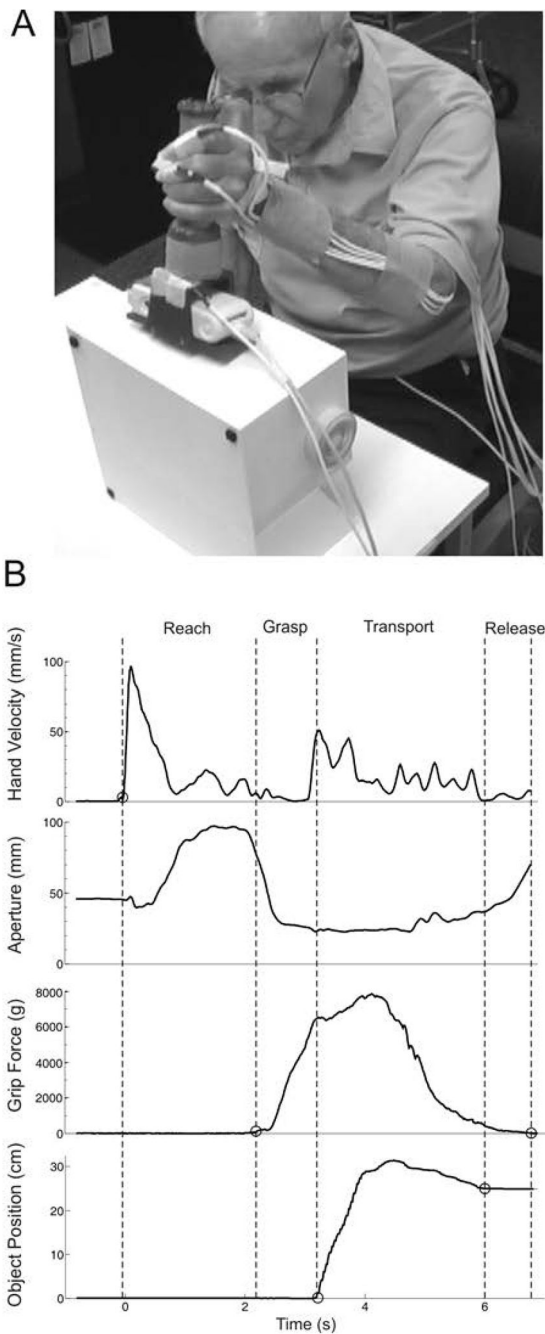 A
B
Reach Grasp Transport Release
Hand Velocity (mm/s)
100
50
0
Aperture (mm)
100
50
0
Grip Force (g)
8000
6000
4000
2000
0
Object Position (cm)
30
20
10
0
0 2 4 6
Time (s)